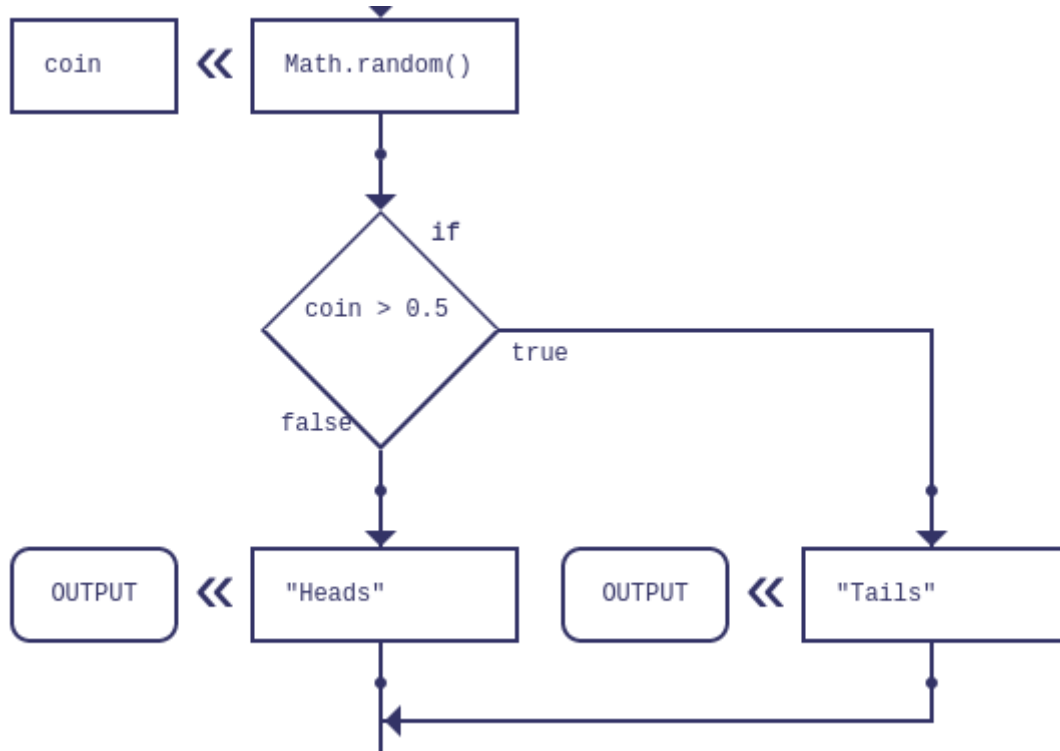 coin
Math.random()
if
coin > 0.5
true
false
OUTPUT
"Heads"
OUTPUT
"Tails"